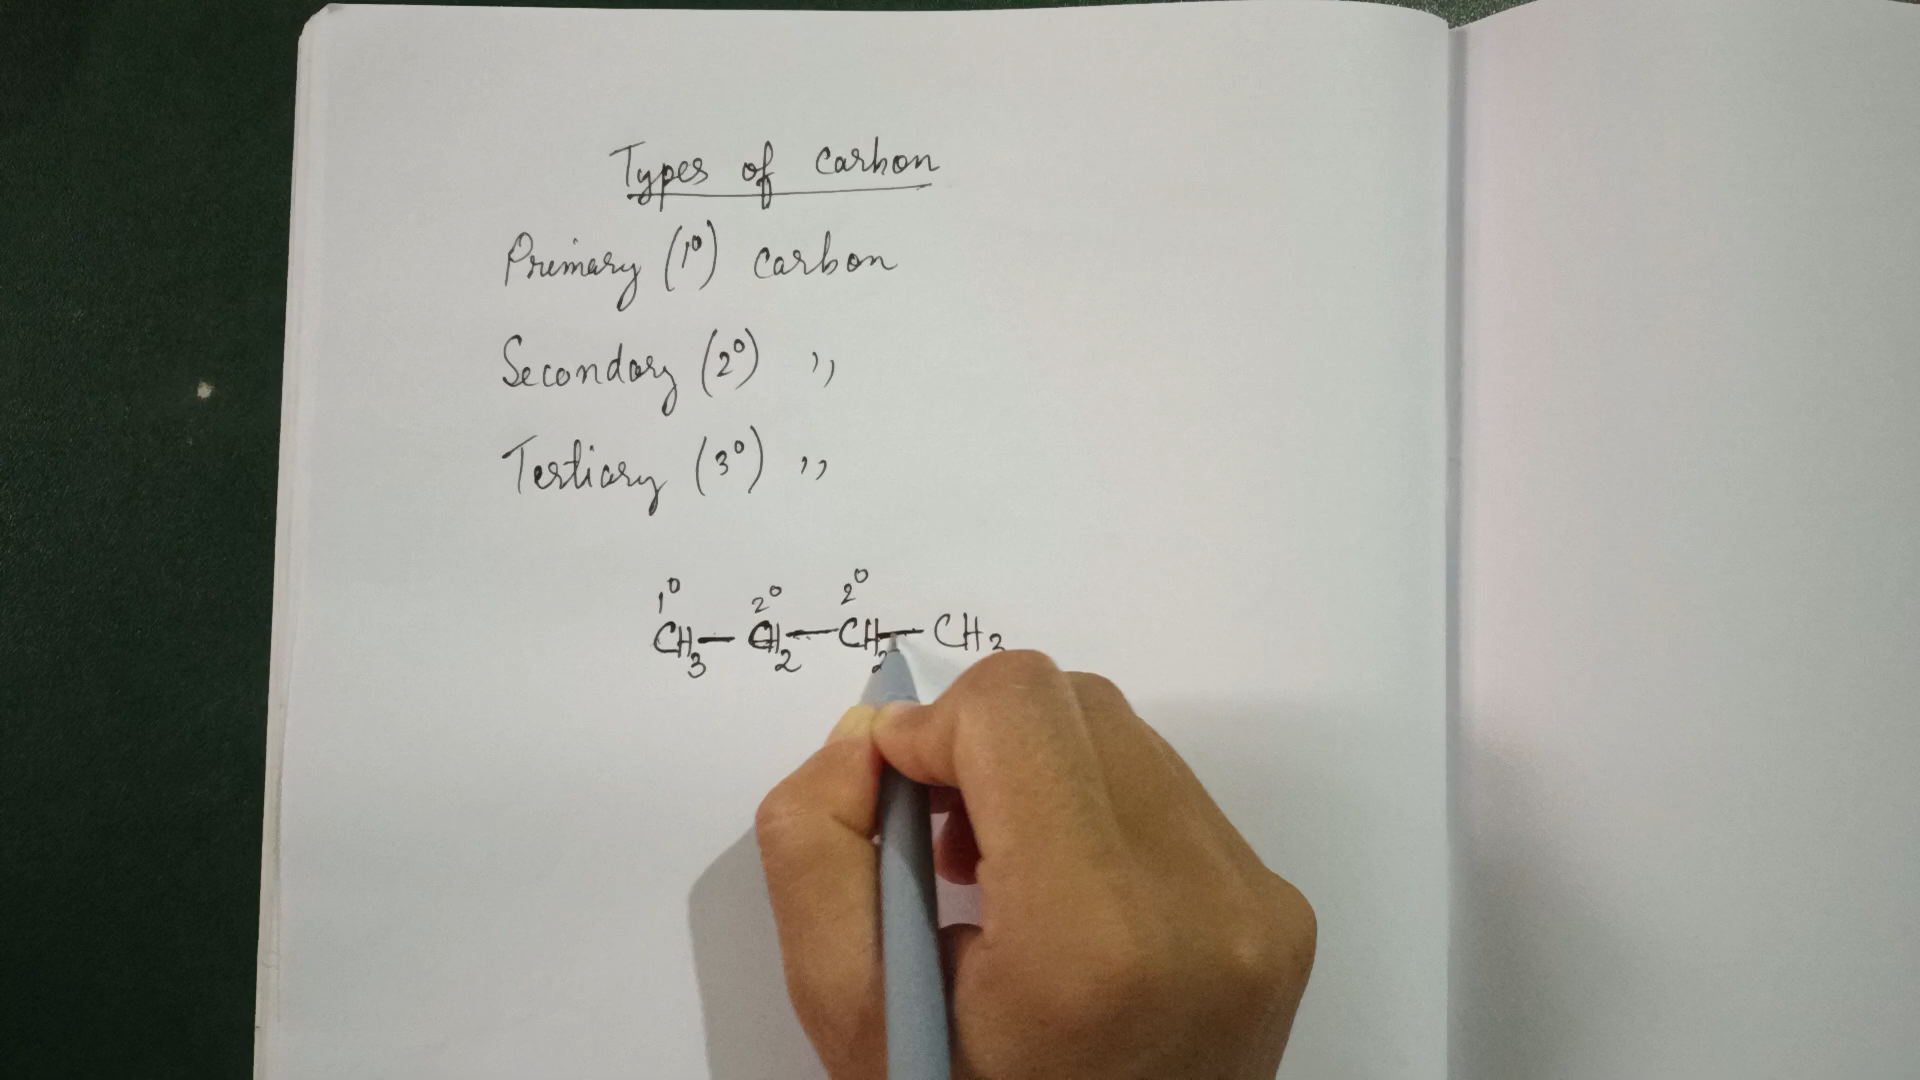 Types of carbon
Primary (1°) carbon
Secondary (2°) ,,
Tertiary (3°) ,,
1° 2° 2°
CH3 — CH2 — CH2 — CH3